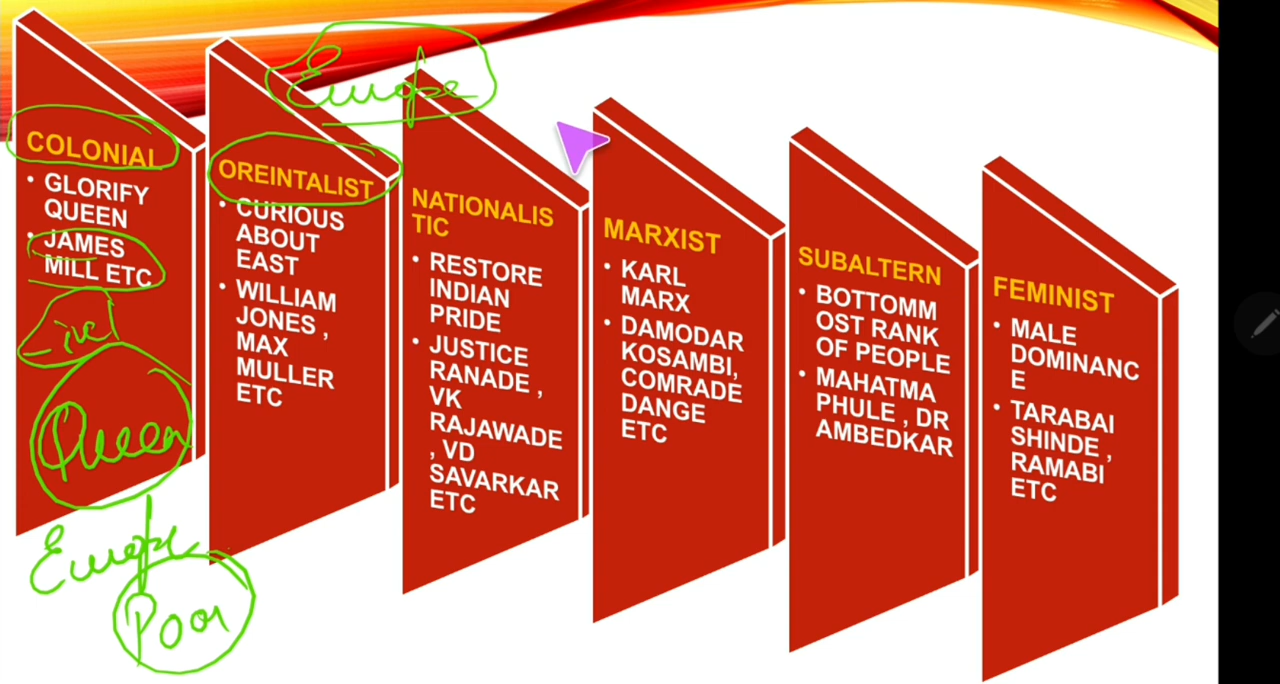 COLONIAL
• GLORIFY
QUEEN
• JAMES
MILL ETC
Queen
Europe
Poor
Europe
OREINTALIST
• CURIOUS
ABOUT
EAST
• WILLIAM
JONES ,
MAX
MULLER
ETC
NATIONALIS
TIC
• RESTORE
INDIAN
PRIDE
• JUSTICE
RANADE ,
VK
RAJAWADE
, VD
SAVARKAR
ETC
MARXIST
• KARL
MARX
• DAMODAR
KOSAMBI,
COMRADE
DANGE
ETC
SUBALTERN
• BOTTOMM
OST RANK
OF PEOPLE
• MAHATMA
PHULE , DR
AMBEDKAR
FEMINIST
• MALE
DOMINANC
E
• TARABAI
SHINDE ,
RAMABI
ETC